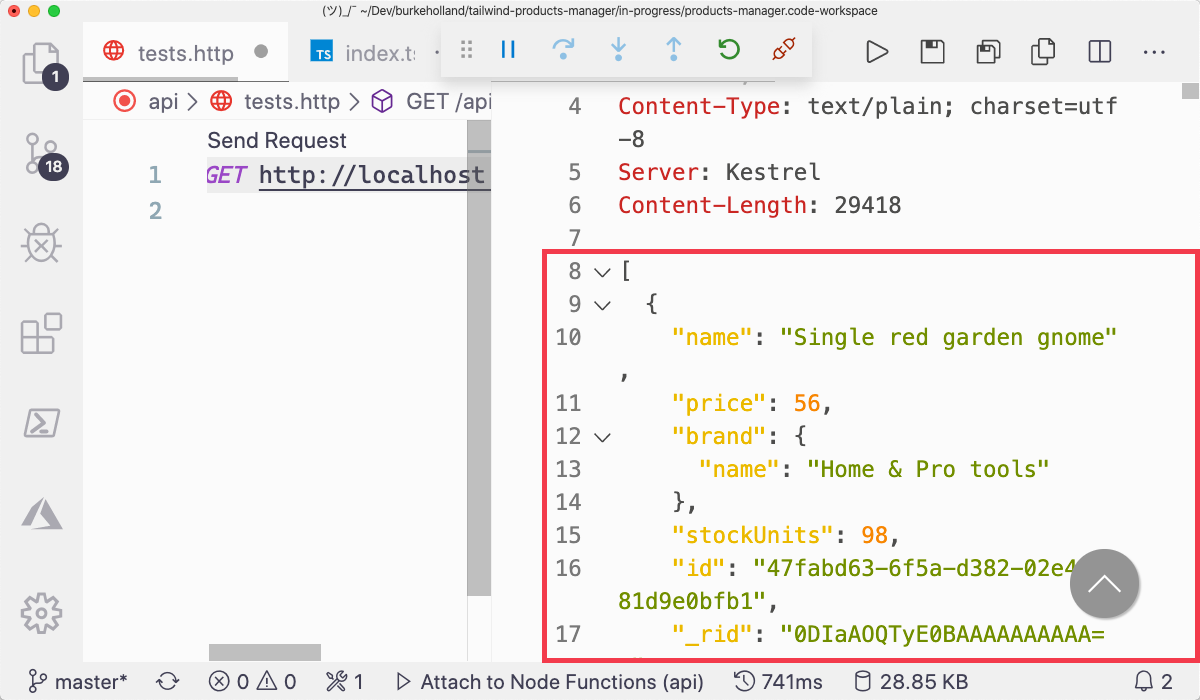 (ツ)_/¯ ~/Dev/burkeholland/tailwind-products-manager/in-progress/products-manager.code-workspace
1
tests.http
TS index.ts
api > tests.http > GET /api
18
Send Request
1 GET http://localhost
2
4 Content-Type: text/plain; charset=utf
-8
5 Server: Kestrel
6 Content-Length: 29418
7
8 [
9 {
10 "name": "Single red garden gnome"
,
11 "price": 56,
12 "brand": {
13 "name": "Home & Pro tools"
14 },
15 "stockUnits": 98,
16 "id": "47fabd63-6f5a-d382-02e4
81d9e0bfb1",
17 "_rid": "0DIaAOQTyE0BAAAAAAAAAA=
master* 0 0 1 Attach to Node Functions (api) 741ms 28.85 KB 2